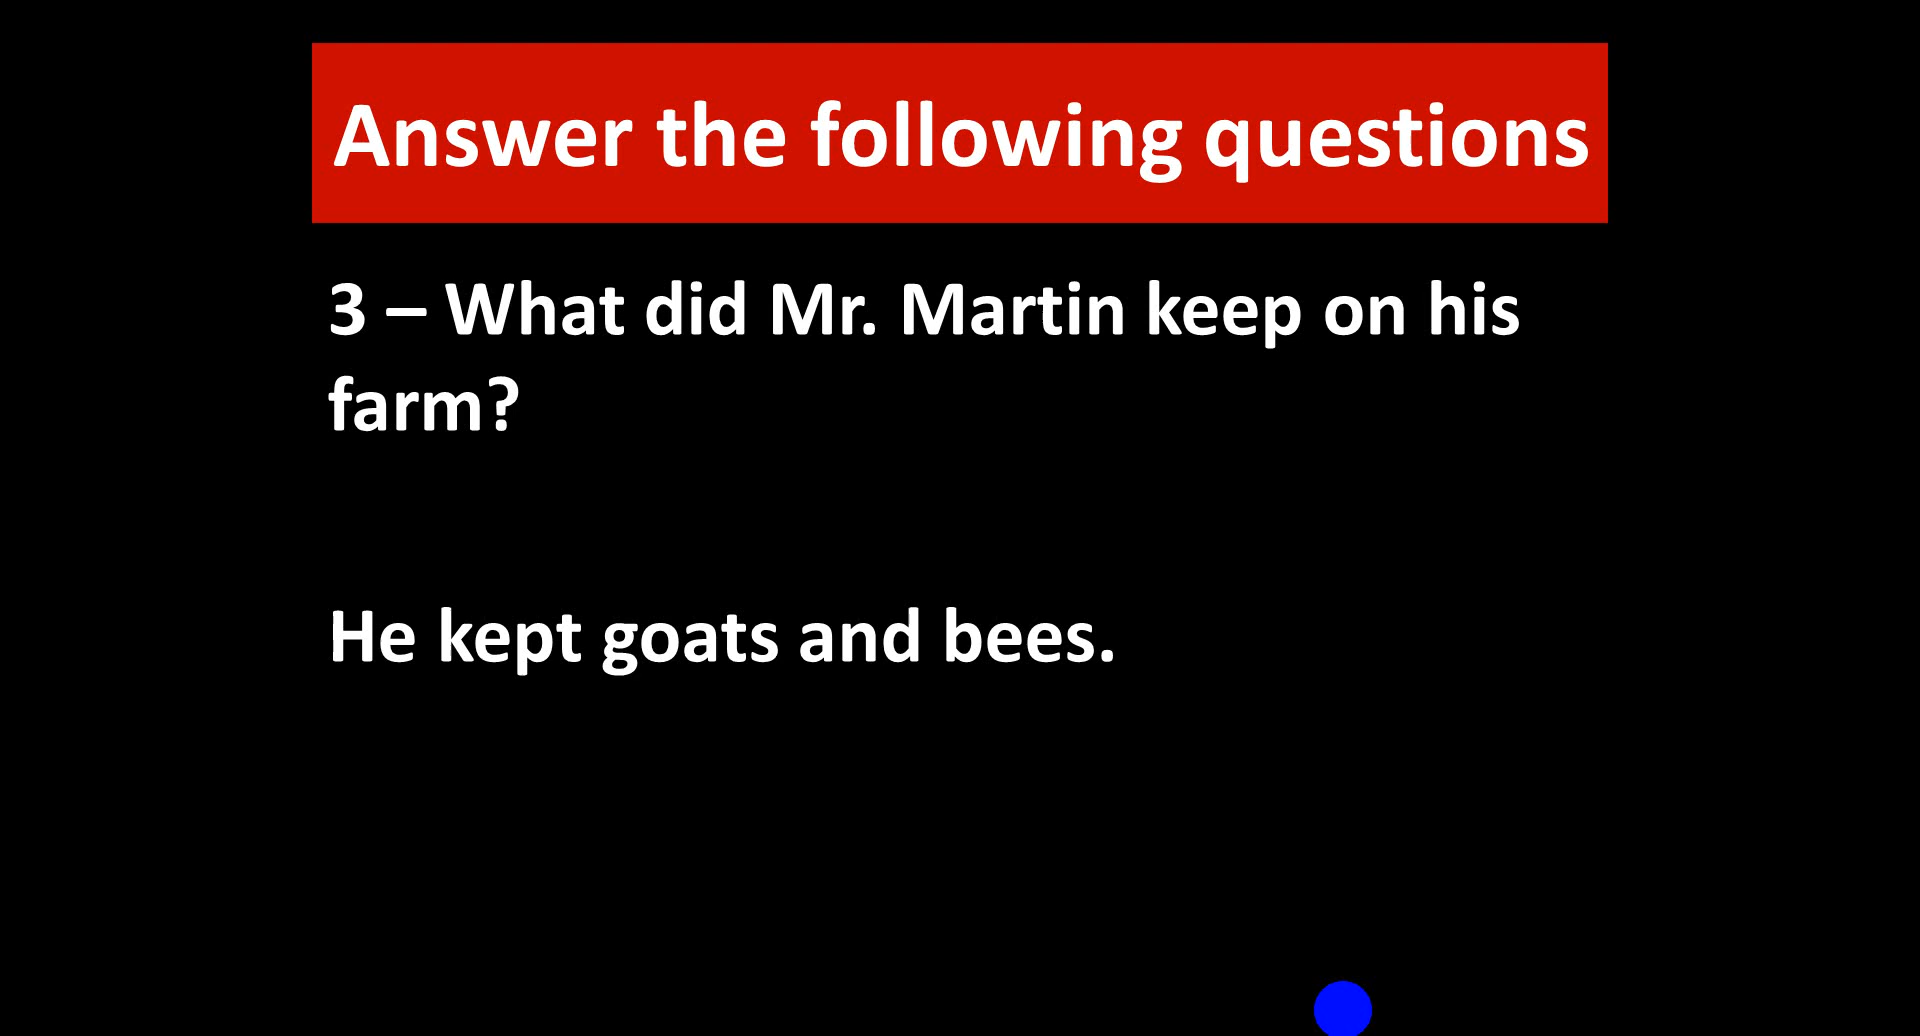 Answer the following questions
3 – What did Mr. Martin keep on his
farm?
He kept goats and bees.